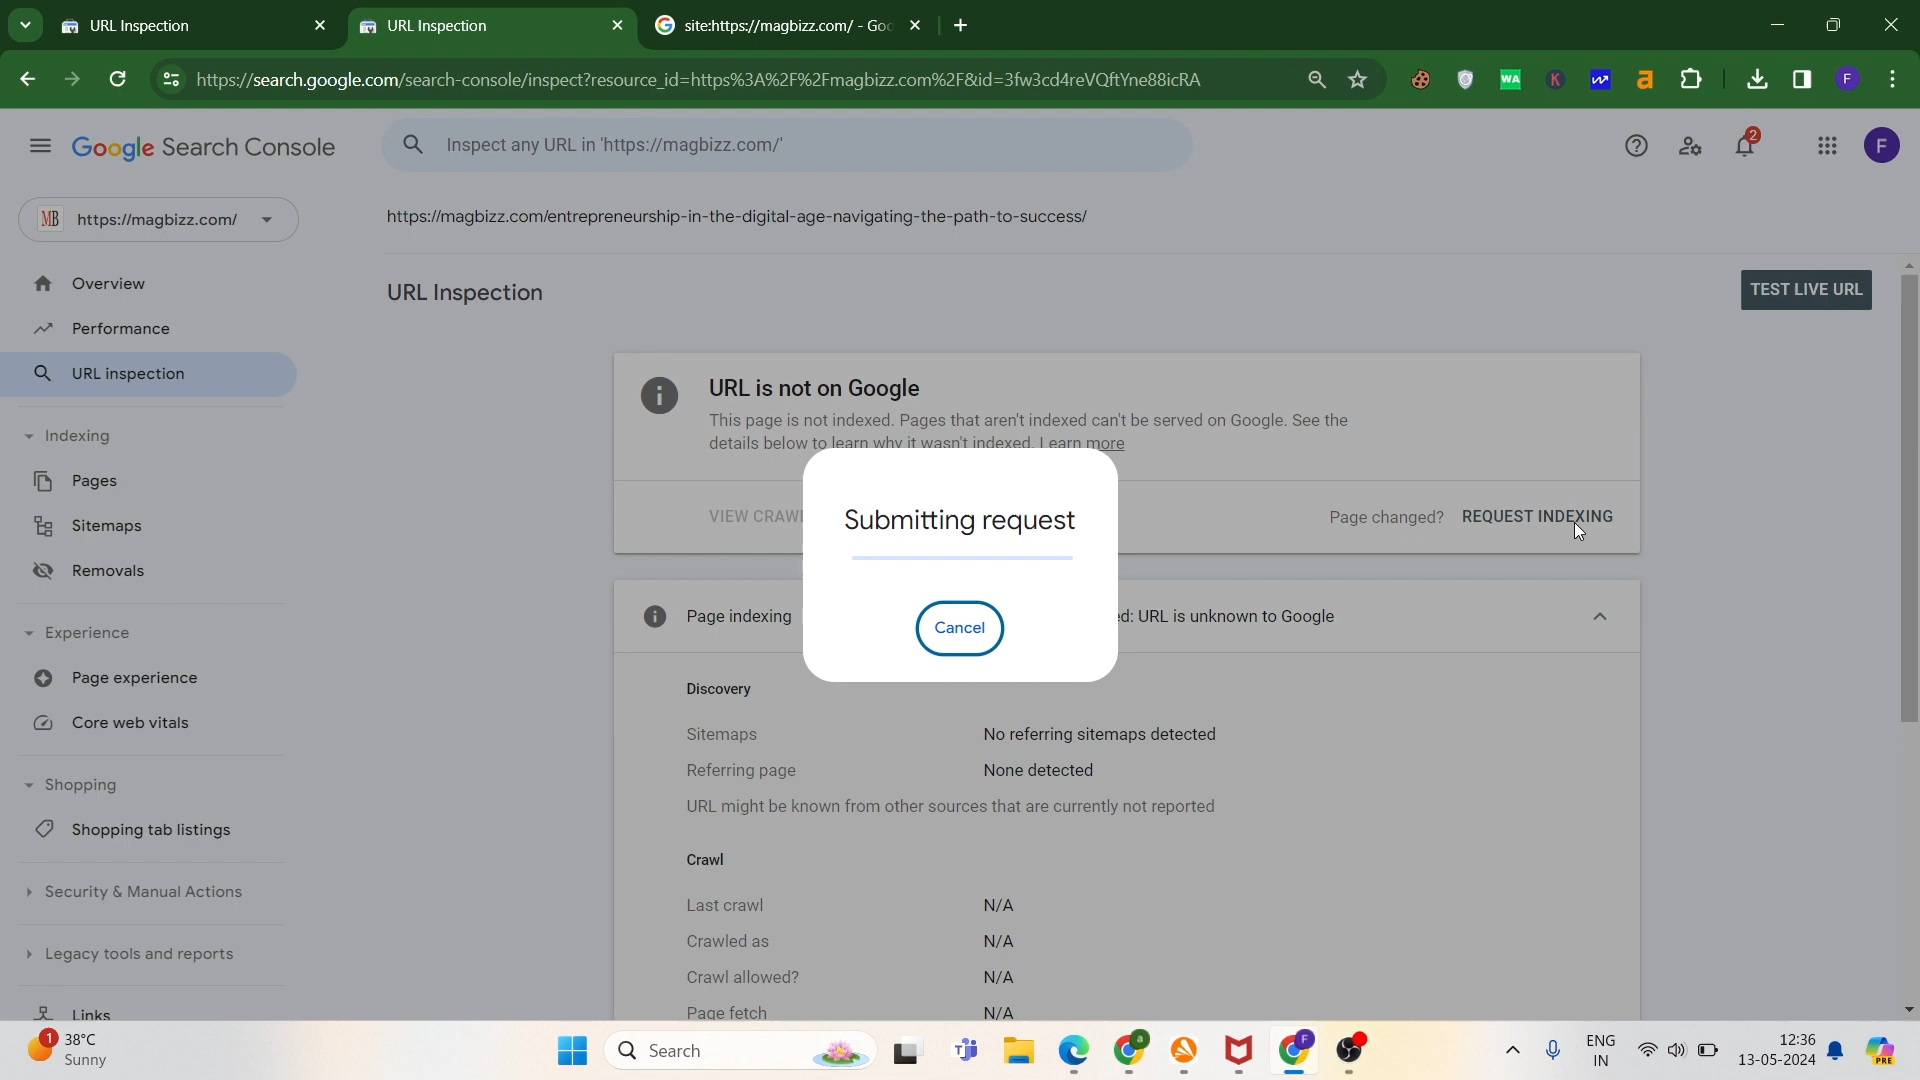 URL Inspection
URL Inspection
site:https://magbizz.com/ - Goo
https://search.google.com/search-console/inspect?resource_id=https%3A%2F%2Fmagbizz.com%2F&id=3fw3cd4reVQftYne88icRA
WA
K
a
F
Google Search Console
Inspect any URL in 'https://magbizz.com/'
2
F
MB https://magbizz.com/
https://magbizz.com/entrepreneurship-in-the-digital-age-navigating-the-path-to-success/
Overview
Performance
URL inspection
Indexing
Pages
Sitemaps
Removals
Experience
Page experience
Core web vitals
Shopping
Shopping tab listings
Security & Manual Actions
Legacy tools and reports
Links
URL Inspection
TEST LIVE URL
URL is not on Google
This page is not indexed. Pages that aren't indexed can't be served on Google. See the
details below to learn why it wasn't indexed. Learn more
VIEW CRAWL
Page changed? REQUEST INDEXING
Submitting request
Cancel
Page indexing
ed: URL is unknown to Google
Discovery
Sitemaps No referring sitemaps detected
Referring page None detected
URL might be known from other sources that are currently not reported
Crawl
Last crawl N/A
Crawled as N/A
Crawl allowed? N/A
Page fetch N/A
1
38°C
Sunny
Search
a
F
ENG
IN
12:36
13-05-2024
PRE